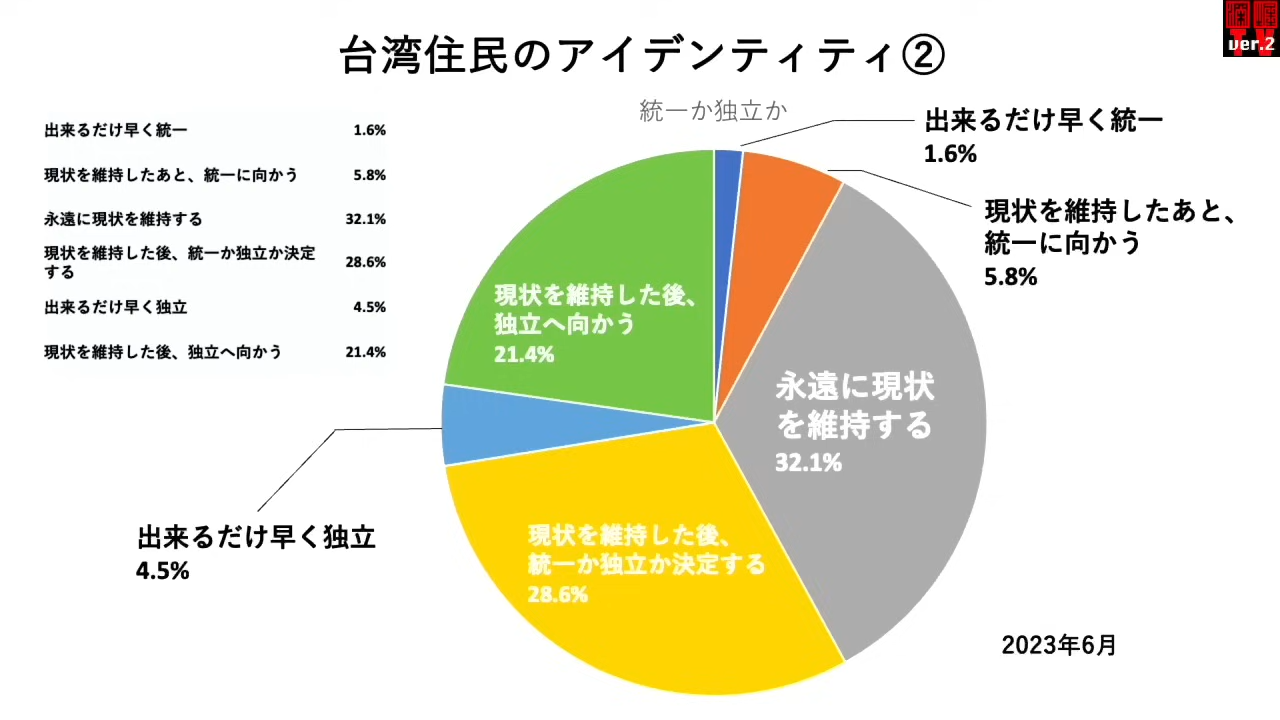 台湾住民のアイデンティティ②
ver.2
TV
統一か独立か
出来るだけ早く統一 1.6%
現状を維持したあと、統一に向かう 5.8%
永遠に現状を維持する 32.1%
現状を維持した後、統一か独立か決定
する 28.6%
出来るだけ早く独立 4.5%
現状を維持した後、独立へ向かう 21.4%
出来るだけ早く統一
1.6%
現状を維持したあと、
統一に向かう
5.8%
現状を維持した後、
独立へ向かう
21.4%
永遠に現状
を維持する
32.1%
現状を維持した後、
統一か独立か決定する
28.6%
出来るだけ早く独立
4.5%
2023年6月